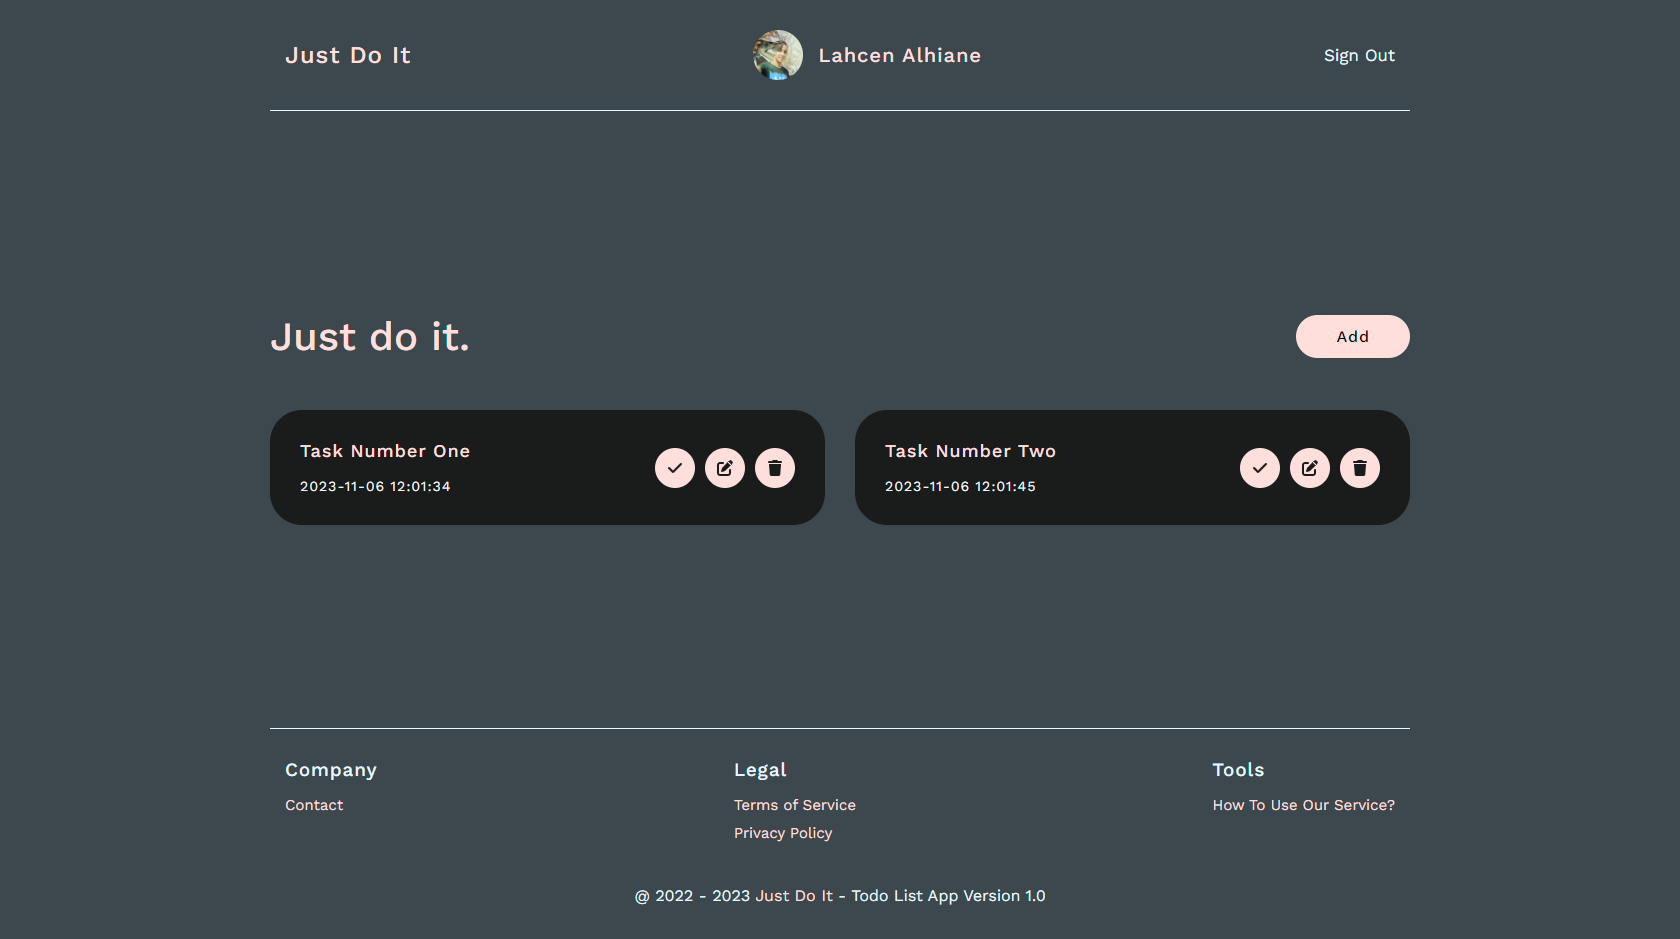 Just Do It
Lahcen Alhiane
Sign Out
Just do it.
Add
Task Number One
2023-11-06 12:01:34
Task Number Two
2023-11-06 12:01:45
Company
Contact
Legal
Terms of Service
Privacy Policy
Tools
How To Use Our Service?
@ 2022 - 2023 Just Do It - Todo List App Version 1.0